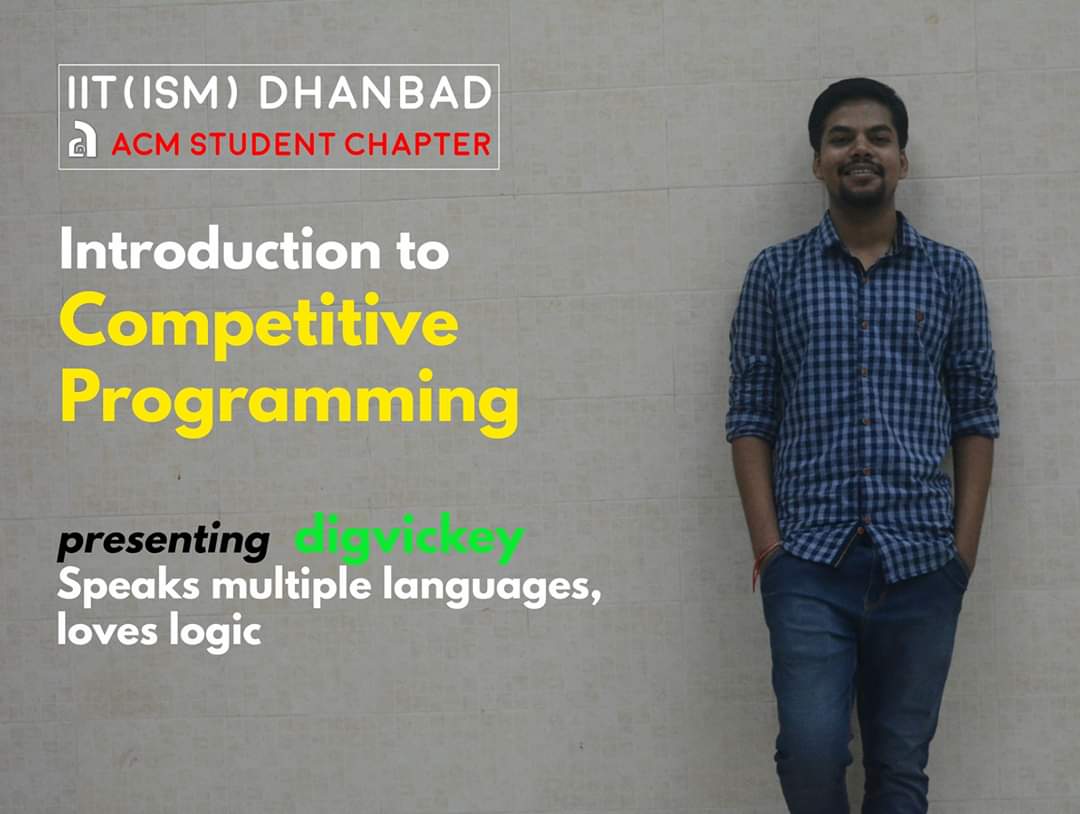 IIT(ISM) DHANBAD
a ACM STUDENT CHAPTER
Introduction to
Competitive
Programming
presenting digvickey
Speaks multiple languages,
loves logic